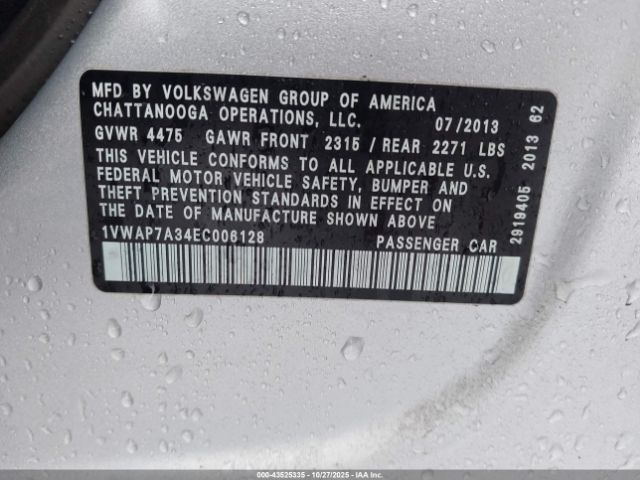 MFD BY VOLKSWAGEN GROUP OF AMERICA
CHATTANOOGA OPERATIONS, LLC. 07/2013
GVWR 4475 GAWR FRONT 2315 / REAR 2271 LBS
THIS VEHICLE CONFORMS TO ALL APPLICABLE U.S.
FEDERAL MOTOR VEHICLE SAFETY, BUMPER AND
THEFT PREVENTION STANDARDS IN EFFECT ON
THE DATE OF MANUFACTURE SHOWN ABOVE
1VWAP7A34EC006128 PASSENGER CAR
2919405 2013 62
000-43525335 - 10/27/2025 - IAAI.com